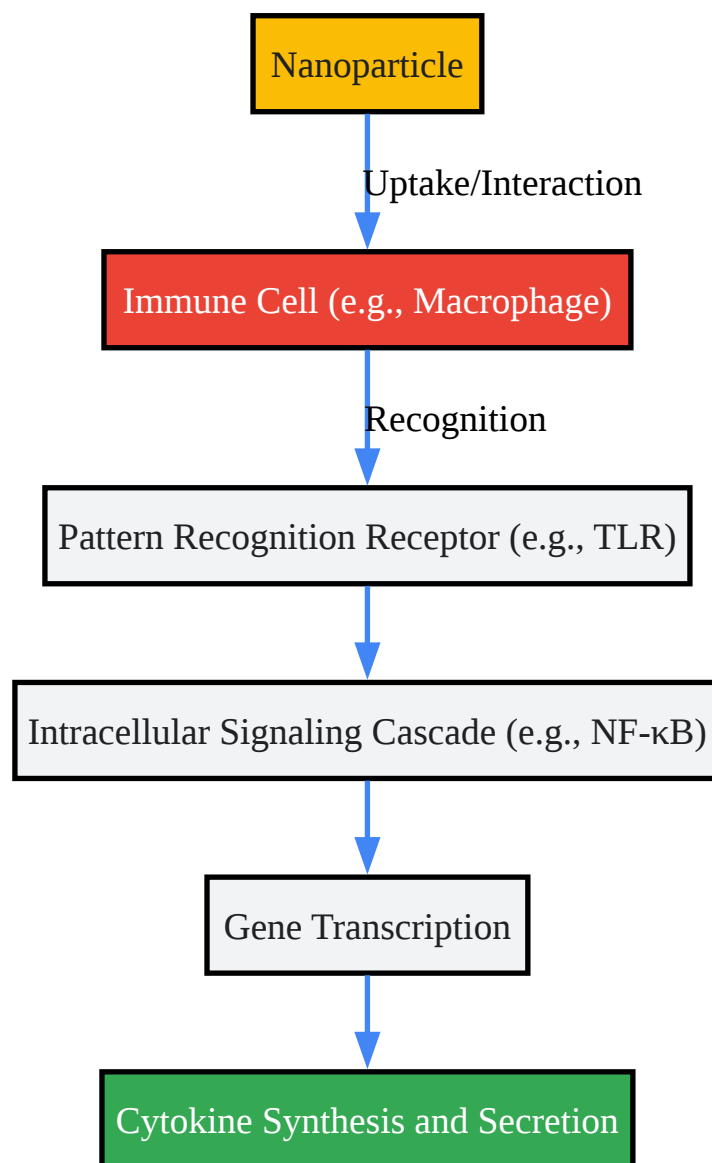 Nanoparticle
Uptake/Interaction
Immune Cell (e.g., Macrophage)
Recognition
Pattern Recognition Receptor (e.g., TLR)
Intracellular Signaling Cascade (e.g., NF-κB)
Gene Transcription
Cytokine Synthesis and Secretion